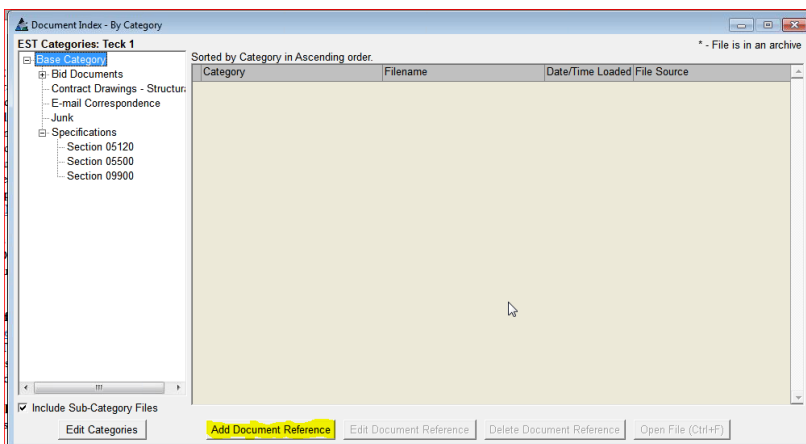 Document Index - By Category
EST Categories: Teck 1
* - File is in an archive
Sorted by Category in Ascending order.
Base Category
Bid Documents
Contract Drawings - Structur
E-mail Correspondence
Junk
Specifications
Section 05120
Section 05500
Section 09900
Category Filename Date/Time Loaded File Source
Include Sub-Category Files
Edit Categories Add Document Reference Edit Document Reference Delete Document Reference Open File (Ctrl+F)